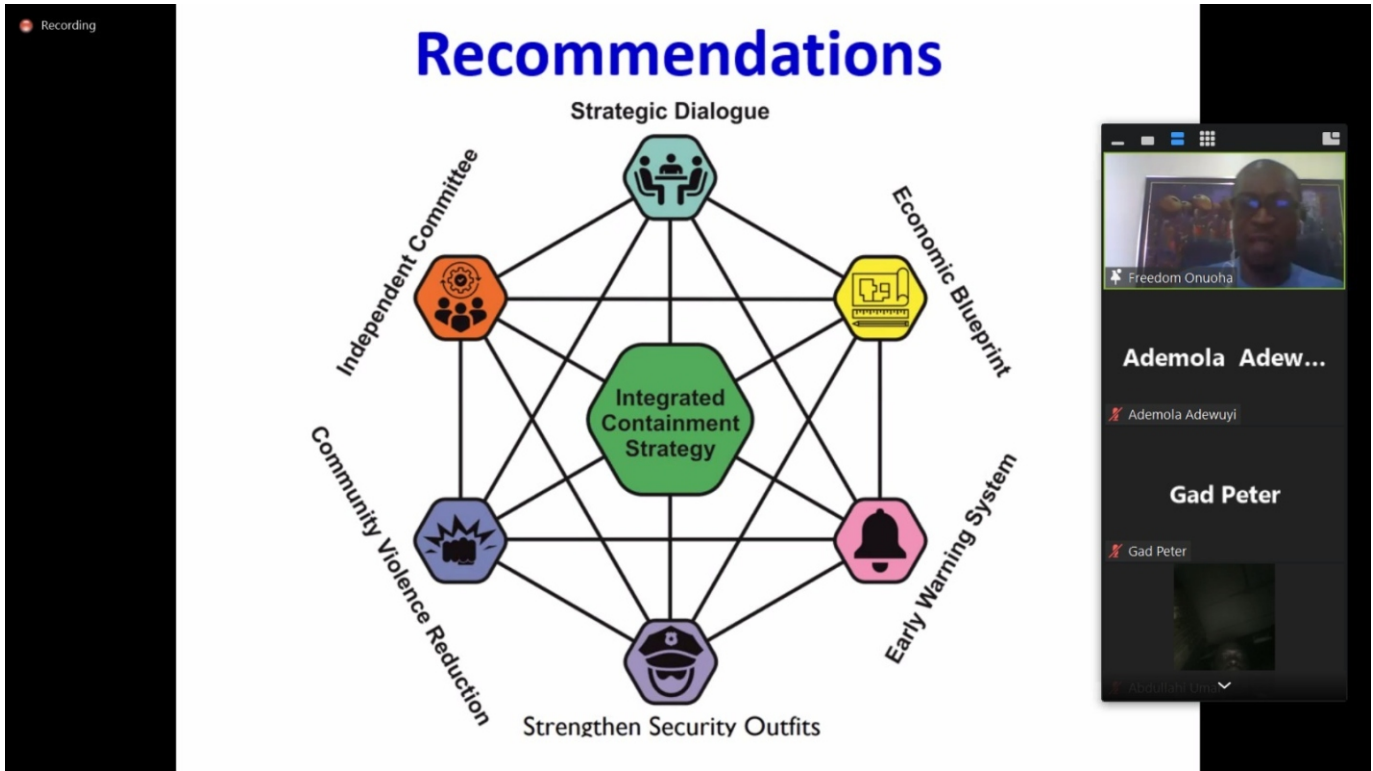 Recording
Recommendations
Strategic Dialogue
Independent Committee
Economic Blueprint
Integrated
Containment
Strategy
Community Violence Reduction
Early Warning System
Strengthen Security Outfits
Freedom Onuoha
Ademola Adew...
Ademola Adewuyi
Gad Peter
Gad Peter
Abdullahi